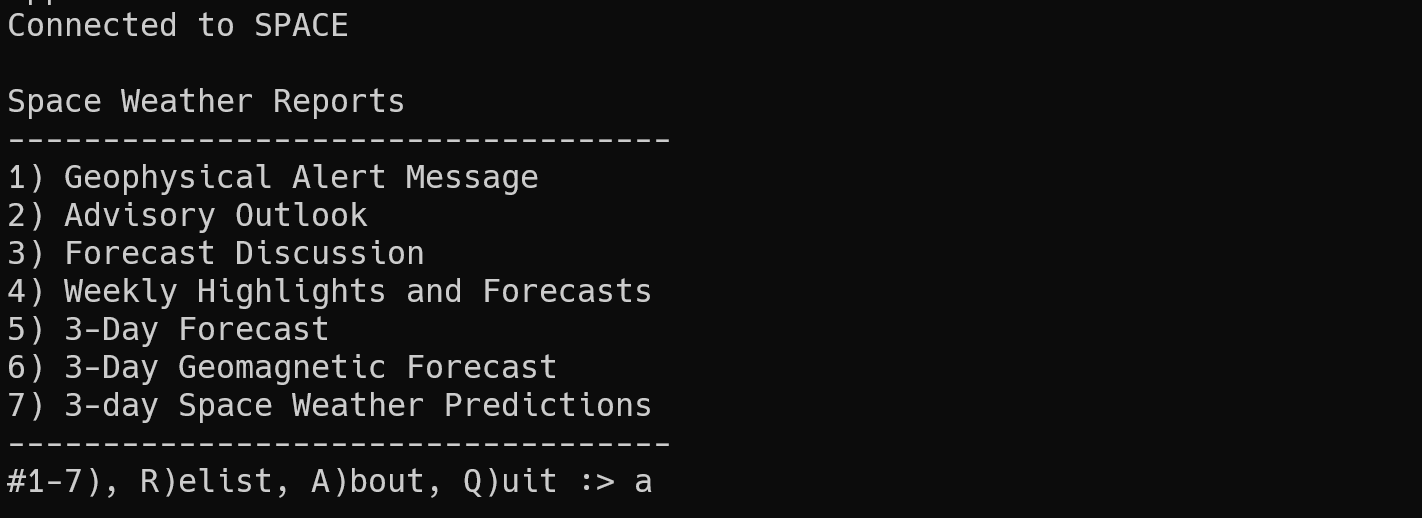 Connected to SPACE
Space Weather Reports
-----------------------------------
1) Geophysical Alert Message
2) Advisory Outlook
3) Forecast Discussion
4) Weekly Highlights and Forecasts
5) 3-Day Forecast
6) 3-Day Geomagnetic Forecast
7) 3-day Space Weather Predictions
-----------------------------------
#1-7), R)elist, A)bout, Q)uit :> a